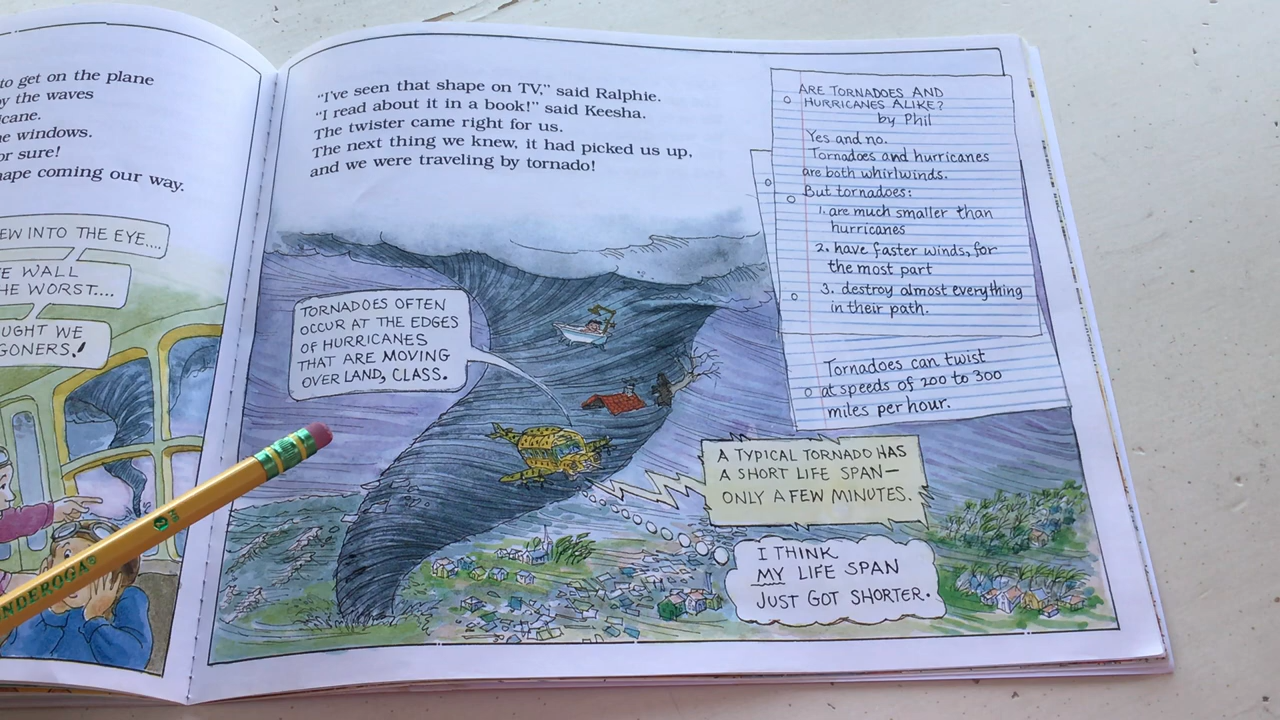 to get on the plane
the waves
e windows.
or sure!
coming our way.
INTO THE EYE....
WALL
HE WORST....
WE
GONERS!
"I've seen that shape on TV," said Ralphie.
"I read about it in a book!" said Keesha.
The twister came right for us.
The next thing we knew, it had picked us up,
and we were traveling by tornado!
TORNADOES OFTEN
OCCUR AT THE EDGES
OF HURRICANES
THAT ARE MOVING
OVER LAND, CLASS.
ARE TORNADOES AND
HURRICANES ALIKE?
by Phil
Yes and no.
Tornadoes and hurricanes
are both whirlwinds.
But tornadoes:
1. are much smaller than
hurricanes
2. have faster winds, for
the most part
3. destroy almost everything
in their path.
Tornadoes can twist
at speeds of 200 to 300
miles per hour.
A TYPICAL TORNADO HAS
A SHORT LIFE SPAN—
ONLY A FEW MINUTES.
I THINK
MY LIFE SPAN
JUST GOT SHORTER.
NDEROGA®
HB